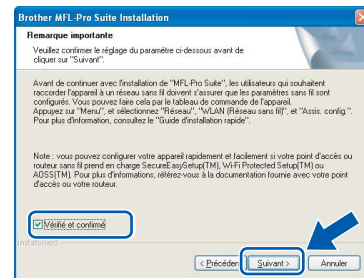 Brother MFL-Pro Suite Installation
Remarque importante
Veuillez confirmer le réglage du paramètre ci-dessous avant de
cliquer sur "Suivant".
Avant de continuer avec l'installation de "MFL-Pro Suite", les utilisateurs qui souhaitent
raccorder l'appareil à un réseau sans fil doivent s'assurer que les paramètres sans fil sont
configurés. Vous pouvez faire cela par le tableau de commande de l'appareil.
Appuyez sur "Menu", et sélectionnez "Réseau", "WLAN (Réseau sans fil)", et "Assis. config.".
Pour plus d'information, consultez le "Guide d'installation rapide".
Note : vous pouvez configurer votre appareil rapidement et facilement si votre point d'accès ou
routeur sans fil prend en charge SecureEasySetup(TM), Wi-Fi Protected Setup(TM) ou
AOSS(TM). Pour plus d'informations, référez-vous à la documentation fournie avec votre point
d'accès ou votre routeur.
Vérifié et confirmé
InstallShield
< Précéden
Suivant >
Annuler